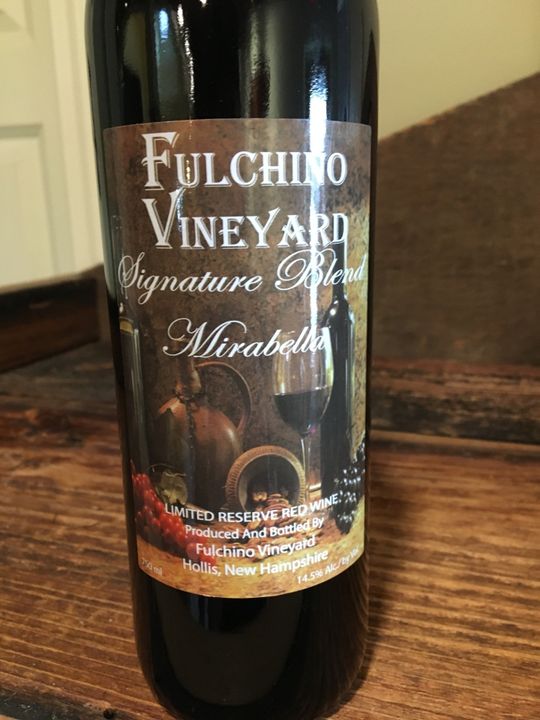 FULCHINO
VINEYARD
Signature Blend
Mirabella
LIMITED RESERVE RED WINE
Produced And Bottled By
Fulchino Vineyard
Hollis, New Hampshire
750 ml
14.5% Alc. by Vol